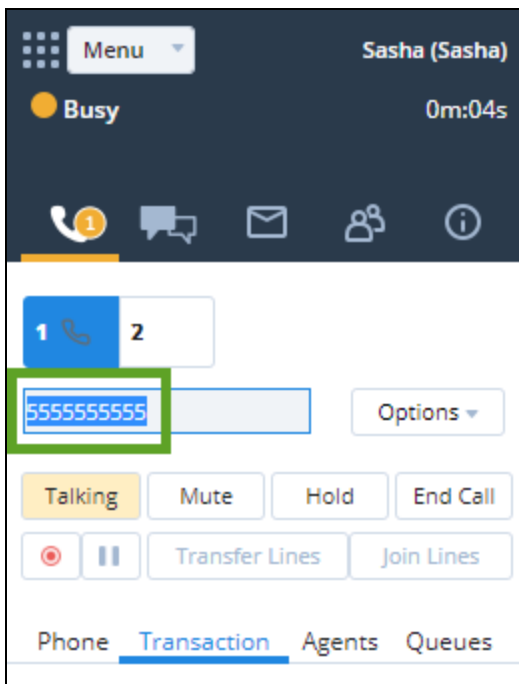 Menu Sasha (Sasha)
Busy 0m:04s
1
1 2
5555555555 Options
Talking Mute Hold End Call
Transfer Lines Join Lines
Phone Transaction Agents Queues